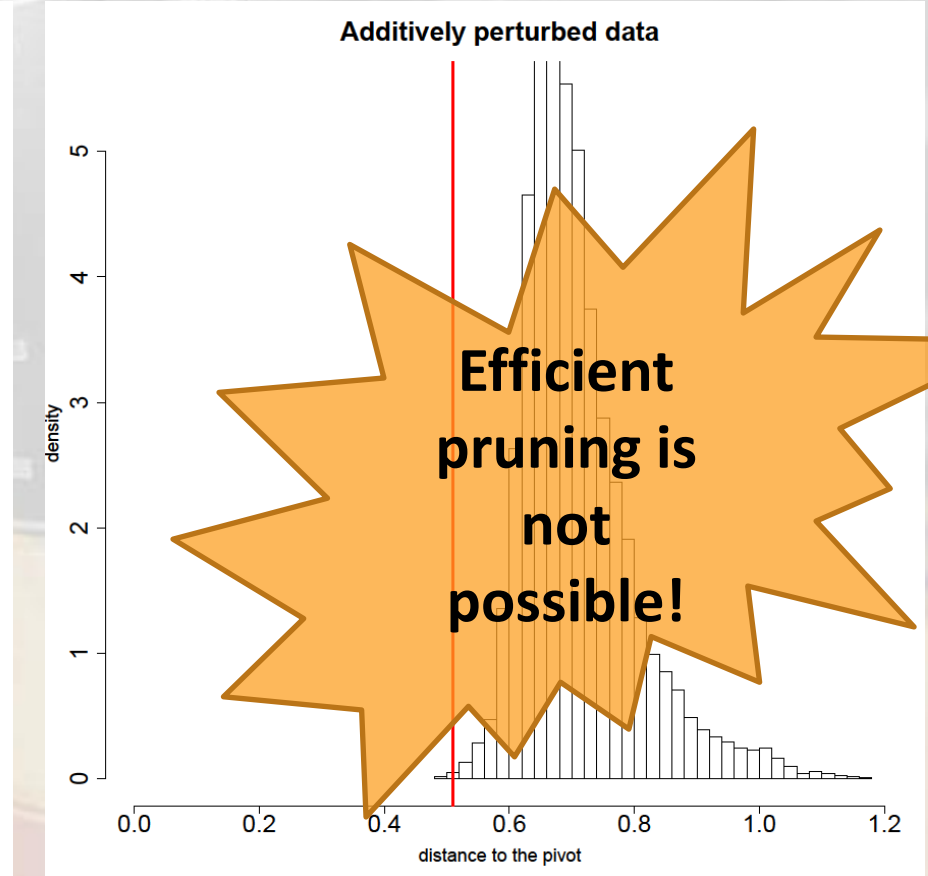 Additively perturbed data
5
4
3
2
1
0
density
Efficient
pruning is
not
possible!
0.0 0.2 0.4 0.6 0.8 1.0 1.2
distance to the pivot